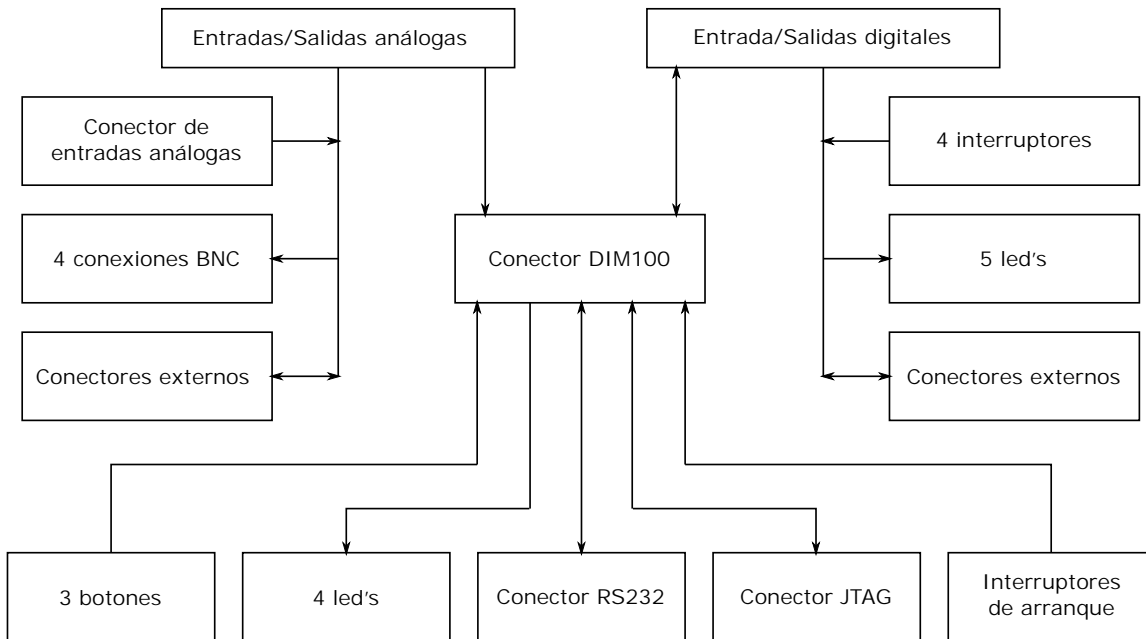 Entradas/Salidas análogas
Entrada/Salidas digitales
Conector de
entradas análogas
4 interruptores
4 conexiones BNC
Conector DIM100
5 led's
Conectores externos
Conectores externos
3 botones
4 led's
Conector RS232
Conector JTAG
Interruptores
de arranque